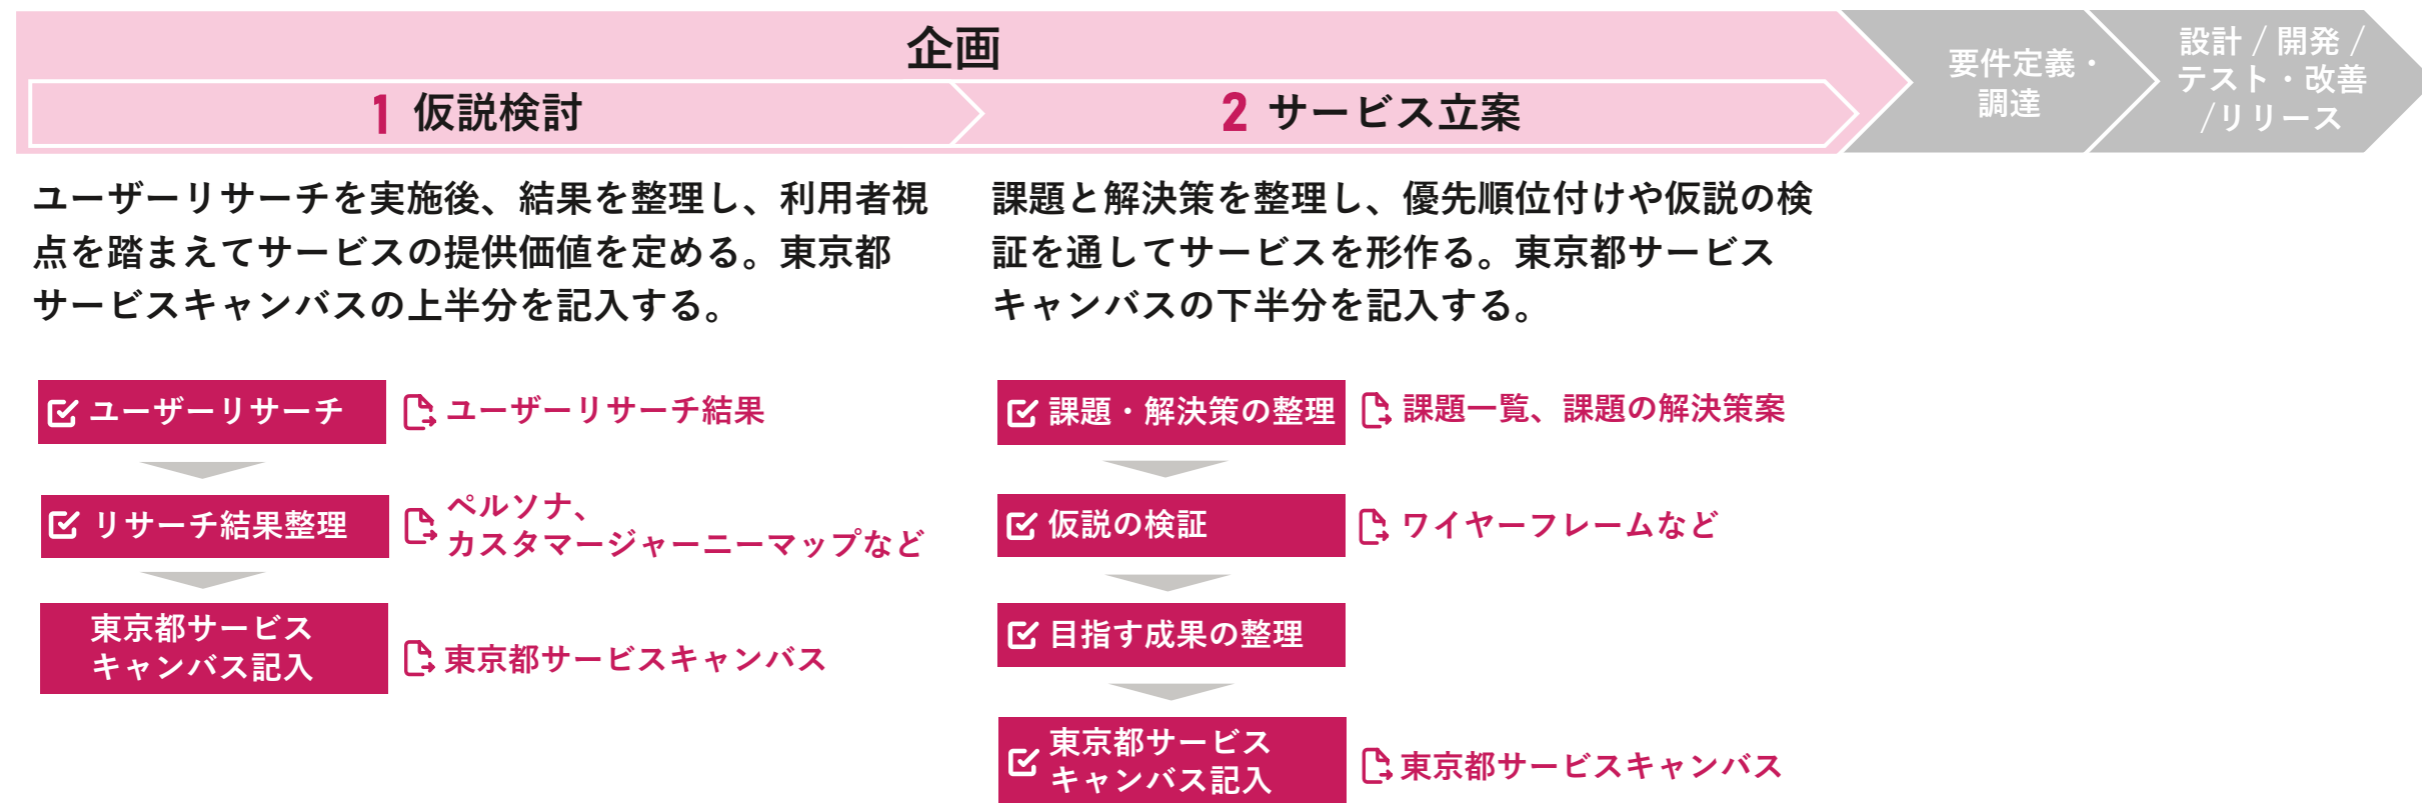 企画
1 仮説検討
2 サービス立案
要件定義・
調達
設計 / 開発 /
テスト・改善
/リリース
ユーザーリサーチを実施後、結果を整理し、利用者視
点を踏まえてサービスの提供価値を定める。東京都
サービスキャンバスの上半分を記入する。
ユーザーリサーチ
ユーザーリサーチ結果
リサーチ結果整理
ペルソナ、
カスタマージャーニーマップなど
東京都サービス
キャンバス記入
東京都サービスキャンバス
課題と解決策を整理し、優先順位付けや仮説の検
証を通してサービスを形作る。東京都サービス
キャンバスの下半分を記入する。
課題・解決策の整理
課題一覧、課題の解決策案
仮説の検証
ワイヤーフレームなど
目指す成果の整理
東京都サービス
キャンバス記入
東京都サービスキャンバス